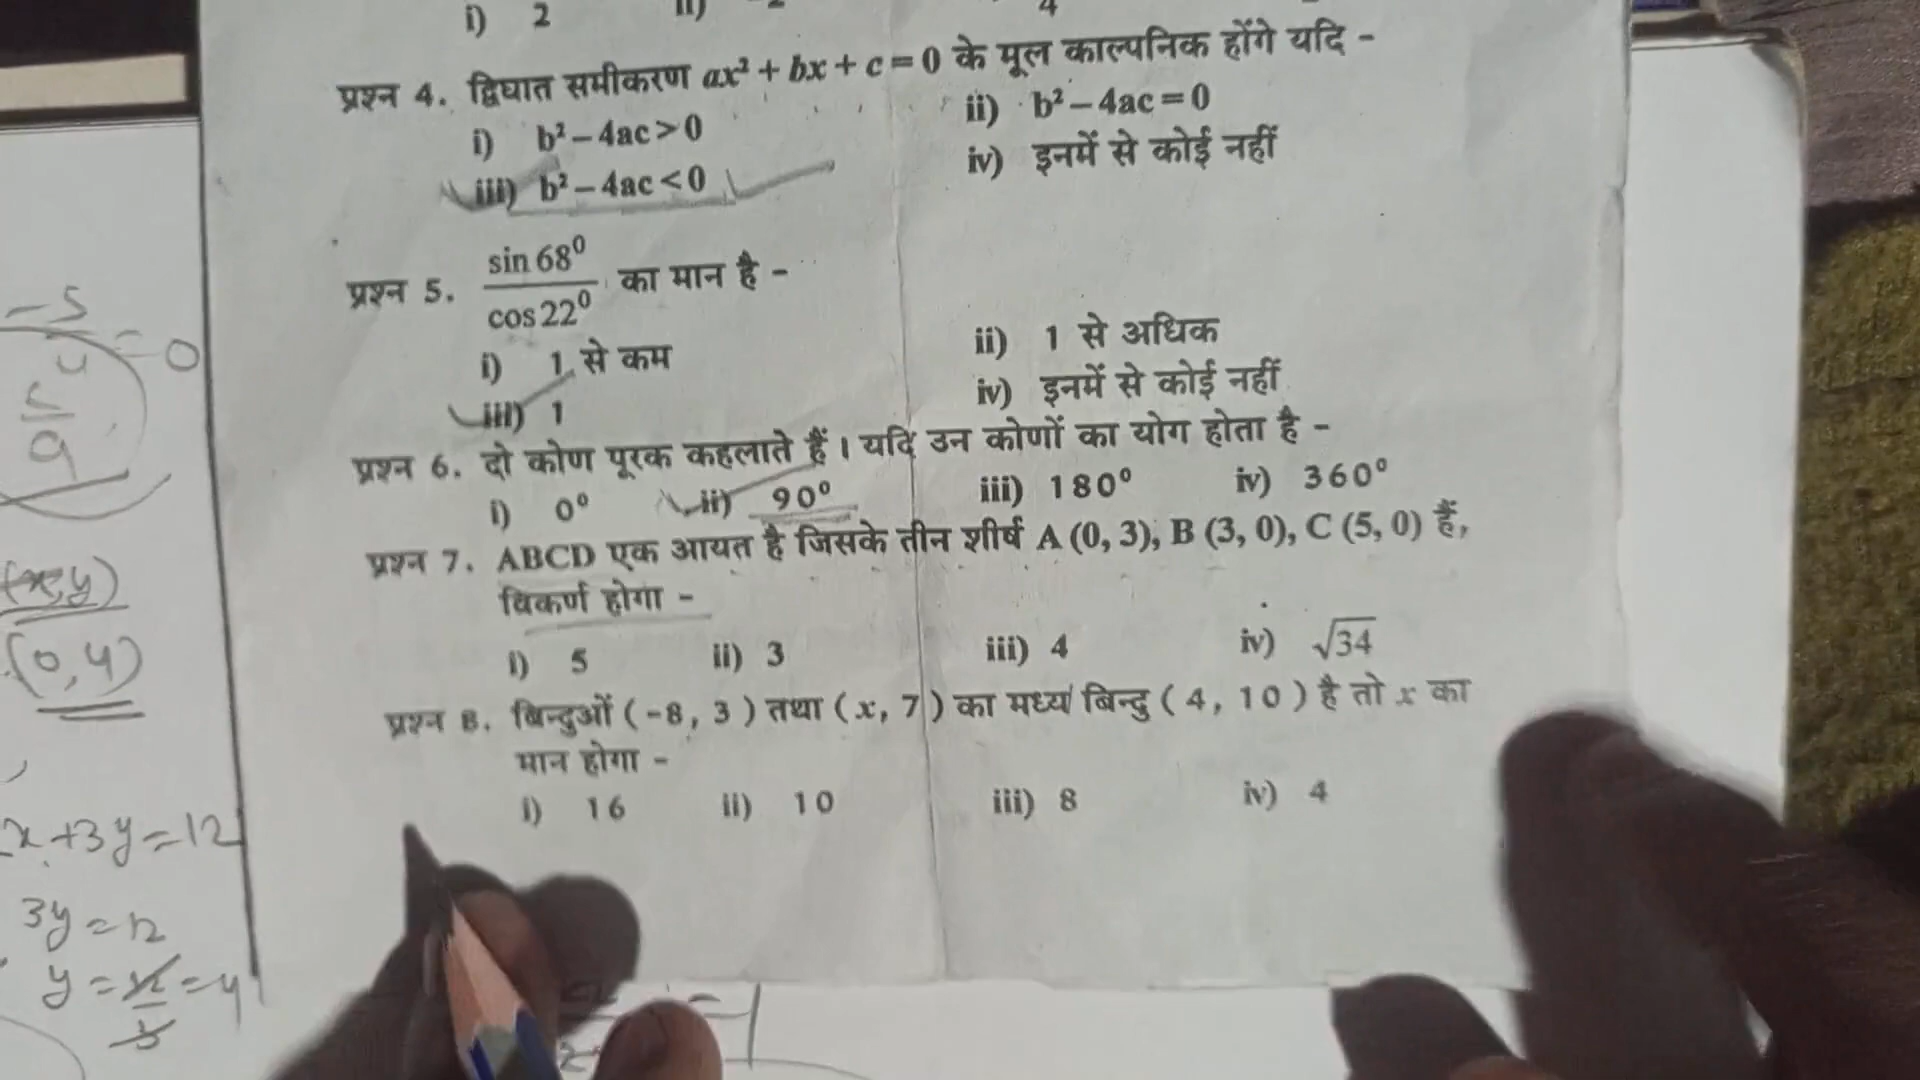 i) 2 ii)
4
प्रश्न 4. द्विघात समीकरण ax² + bx + c = 0 के मूल काल्पनिक होंगे यदि -
i) b² – 4ac > 0 ii) b² – 4ac = 0
iii) b² – 4ac < 0 iv) इनमें से कोई नहीं
प्रश्न 5. sin 68⁰ / cos 22⁰ का मान है -
i) 1 से कम ii) 1 से अधिक
iii) 1 iv) इनमें से कोई नहीं
प्रश्न 6. दो कोण पूरक कहलाते हैं। यदि उन कोणों का योग होता है -
i) 0° ii) 90° iii) 180° iv) 360°
प्रश्न 7. ABCD एक आयत है जिसके तीन शीर्ष A (0, 3), B (3, 0), C (5, 0) हैं,
विकर्ण होगा -
i) 5 ii) 3 iii) 4 iv) √34
प्रश्न 8. बिन्दुओं (-8, 3) तथा (x, 7) का मध्य बिन्दु (4, 10) है तो x का
मान होगा -
i) 16 ii) 10 iii) 8 iv) 4
(x, y)
(0, 4)
x + 3y = 12
3y = 12